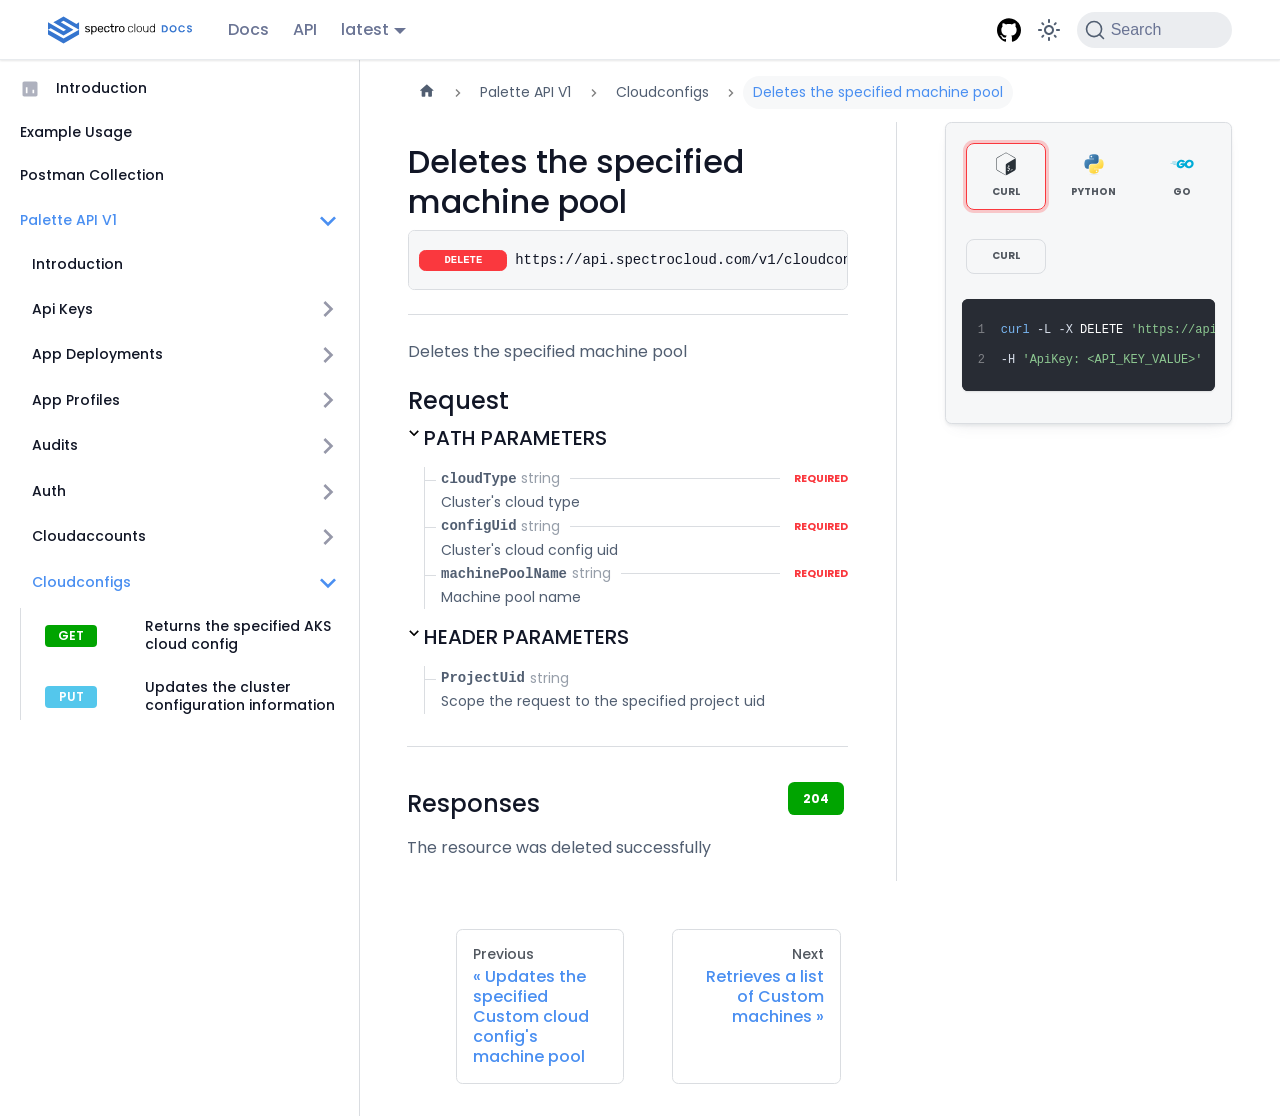 spectro cloud DOCS
Docs
API
latest
Search
Introduction
Example Usage
Postman Collection
Palette API V1
Introduction
Api Keys
App Deployments
App Profiles
Audits
Auth
Cloudaccounts
Cloudconfigs
GET
Returns the specified AKS
cloud config
PUT
Updates the cluster
configuration information
Palette API V1
Cloudconfigs
Deletes the specified machine pool
Deletes the specified
machine pool
DELETE
https://api.spectrocloud.com/v1/cloudcon
Deletes the specified machine pool
Request
PATH PARAMETERS
cloudType string
REQUIRED
Cluster's cloud type
configUid string
REQUIRED
Cluster's cloud config uid
machinePoolName string
REQUIRED
Machine pool name
HEADER PARAMETERS
ProjectUid string
Scope the request to the specified project uid
Responses
204
The resource was deleted successfully
CURL
PYTHON
GO
GO
CURL
1 curl -L -X DELETE 'https://api
2 -H 'ApiKey: <API_KEY_VALUE>'
Previous
« Updates the
specified
Custom cloud
config's
machine pool
Next
Retrieves a list
of Custom
machines »